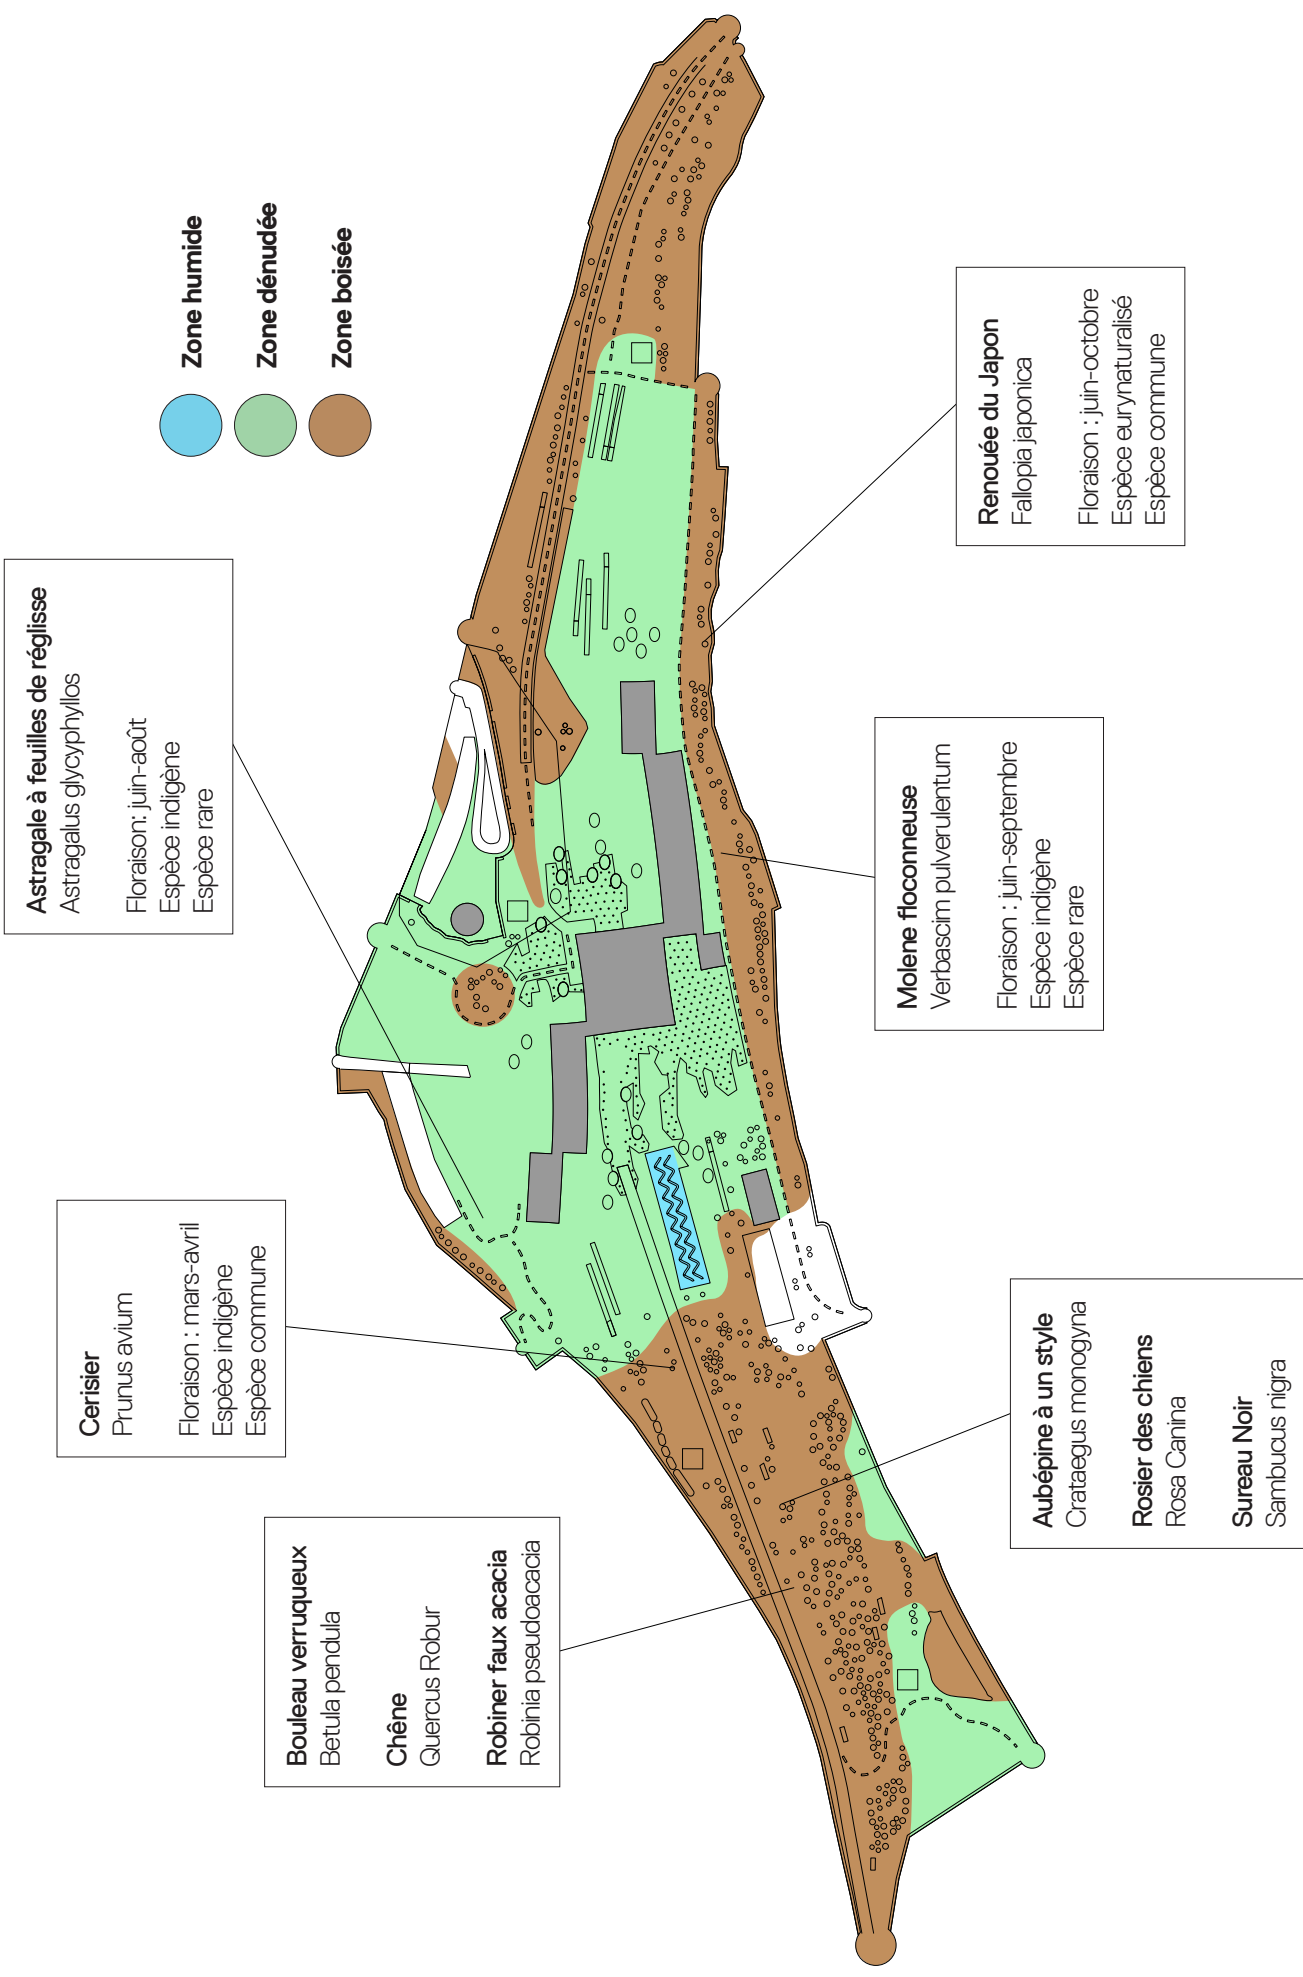 Zone humide
Zone dénudée
Zone boisée
Astragale à feuilles de réglisse
Astragalus glycyphyllos
Floraison: juin-août
Espèce indigène
Espèce rare
Cerisier
Prunus avium
Floraison : mars-avril
Espèce indigène
Espèce commune
Bouleau verruqueux
Betula pendula
Chêne
Quercus Robur
Robiner faux acacia
Robinia pseudoacacia
Renouée du Japon
Fallopia japonica
Floraison : juin-octobre
Espèce eurynaturalisé
Espèce commune
Molene floconneuse
Verbascim pulverulentum
Floraison : juin-septembre
Espèce indigène
Espèce rare
Aubépine à un style
Crataegus monogyna
Rosier des chiens
Rosa Canina
Sureau Noir
Sambucus nigra